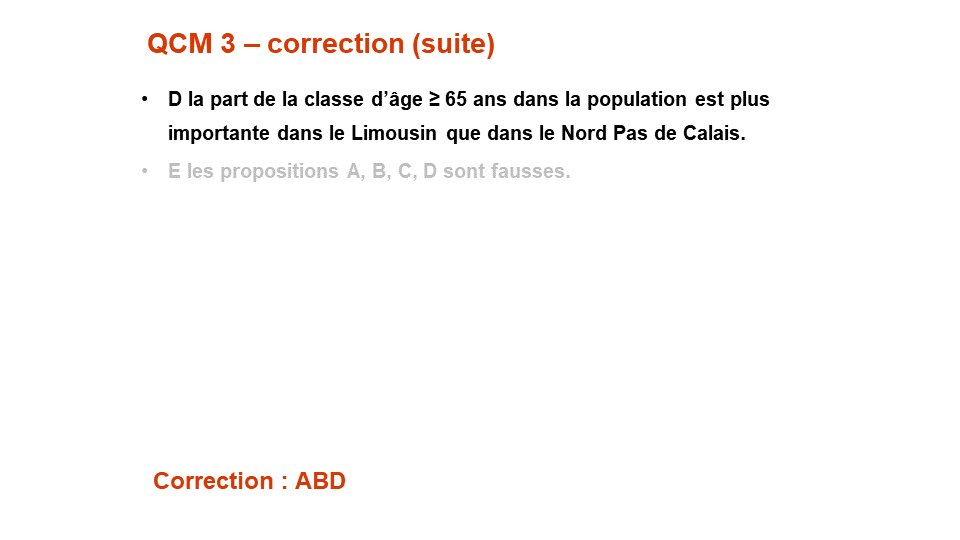 QCM 3 – correction (suite)
• D la part de la classe d’âge ≥ 65 ans dans la population est plus
importante dans le Limousin que dans le Nord Pas de Calais.
• E les propositions A, B, C, D sont fausses.
Correction : ABD